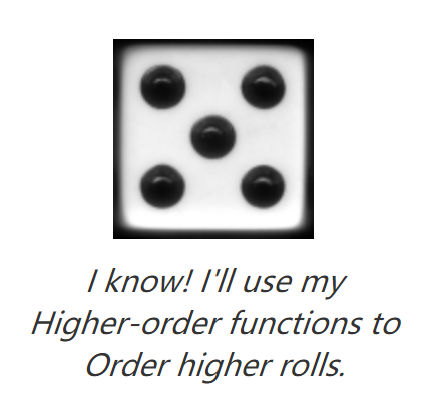 I know! I'll use my
Higher-order functions to
Order higher rolls.